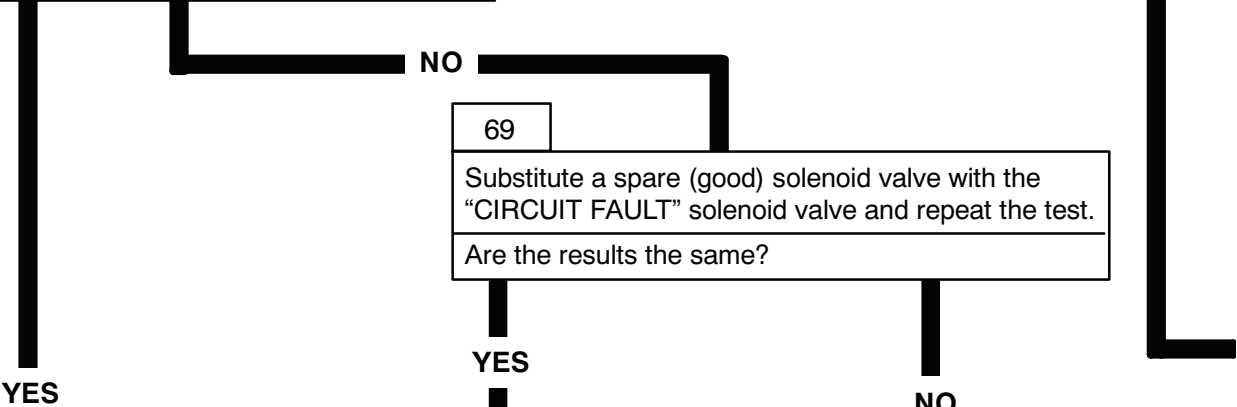 NO
69
Substitute a spare (good) solenoid valve with the
“CIRCUIT FAULT” solenoid valve and repeat the test.
Are the results the same?
YES
YES
NO